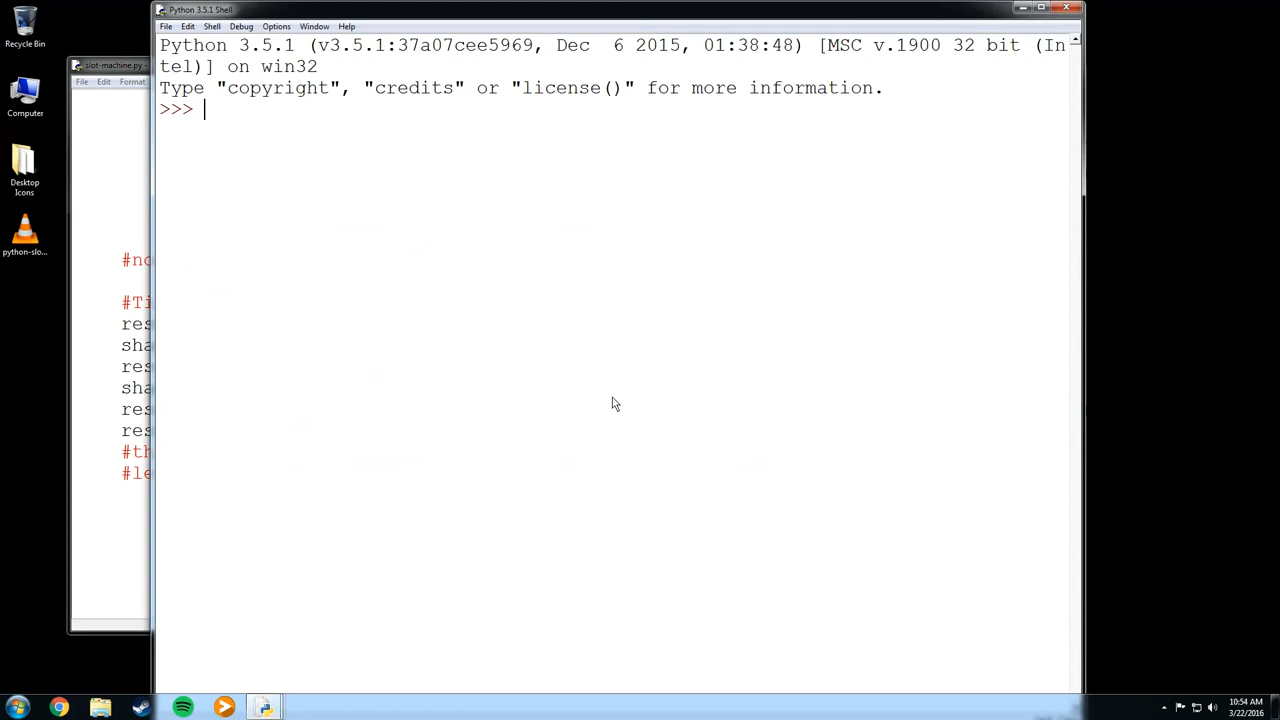 Python 3.5.1 Shell
File Edit Shell Debug Options Window Help
Python 3.5.1 (v3.5.1:37a07cee5969, Dec  6 2015, 01:38:48) [MSC v.1900 32 bit (In
tel)] on win32
Type "copyright", "credits" or "license()" for more information.
>>>
Recycle Bin
Computer
Desktop
Icons
python-slo...
slot-machine.py -
File Edit Format
#no
#Ti
res
sha
res
sha
res
res
#th
#le
10:54 AM
3/22/2016